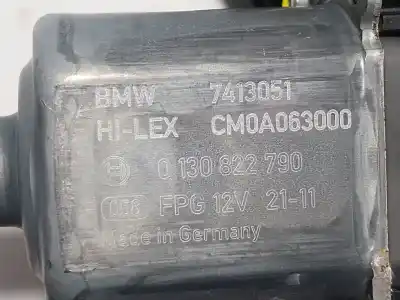 BMW 7413051
HI-LEX CM0A063000
0 130 822 790
FPG 12V 21-11
Made in Germany